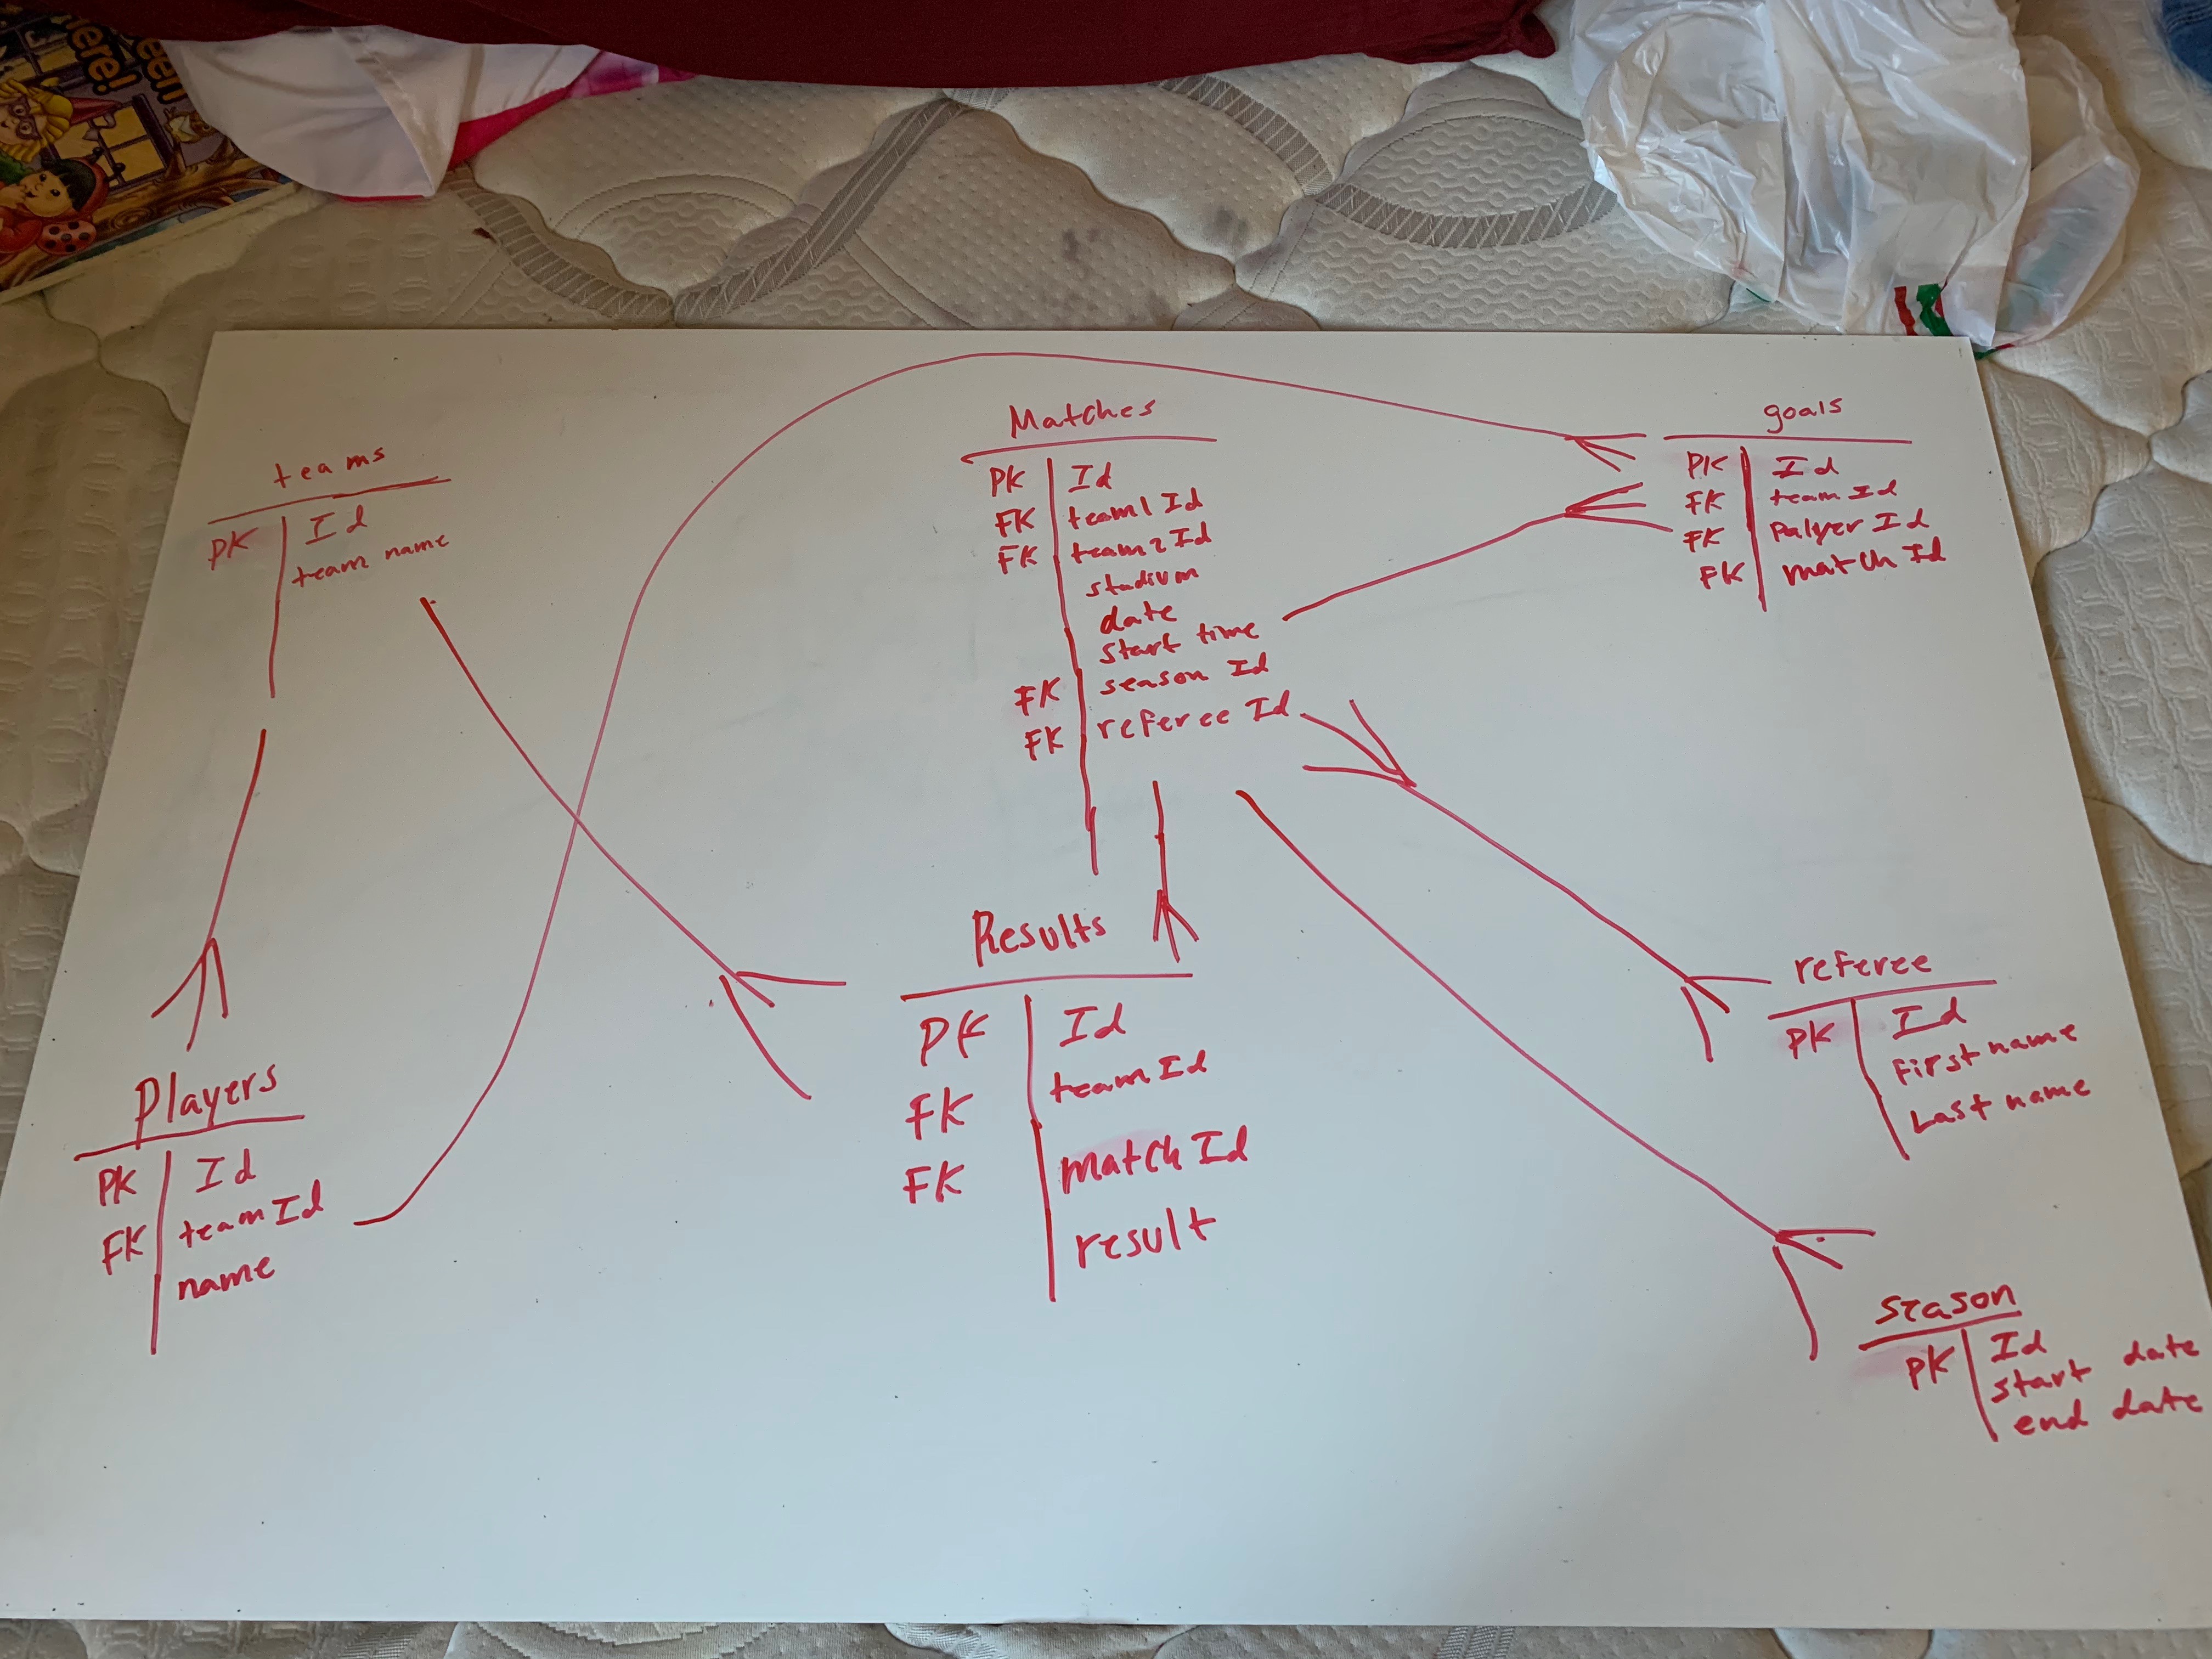 een
ere!
teams
PK Id
team name
Matches
PK Id
FK team1 Id
FK team2 Id
stadium
date
start time
FK season Id
FK referee Id
goals
PK Id
FK team Id
FK Palyer Id
FK match Id
Players
PK Id
FK team Id
name
Results
PK Id
FK team Id
FK match Id
result
referee
PK Id
First name
Last name
season
PK Id
start date
end date